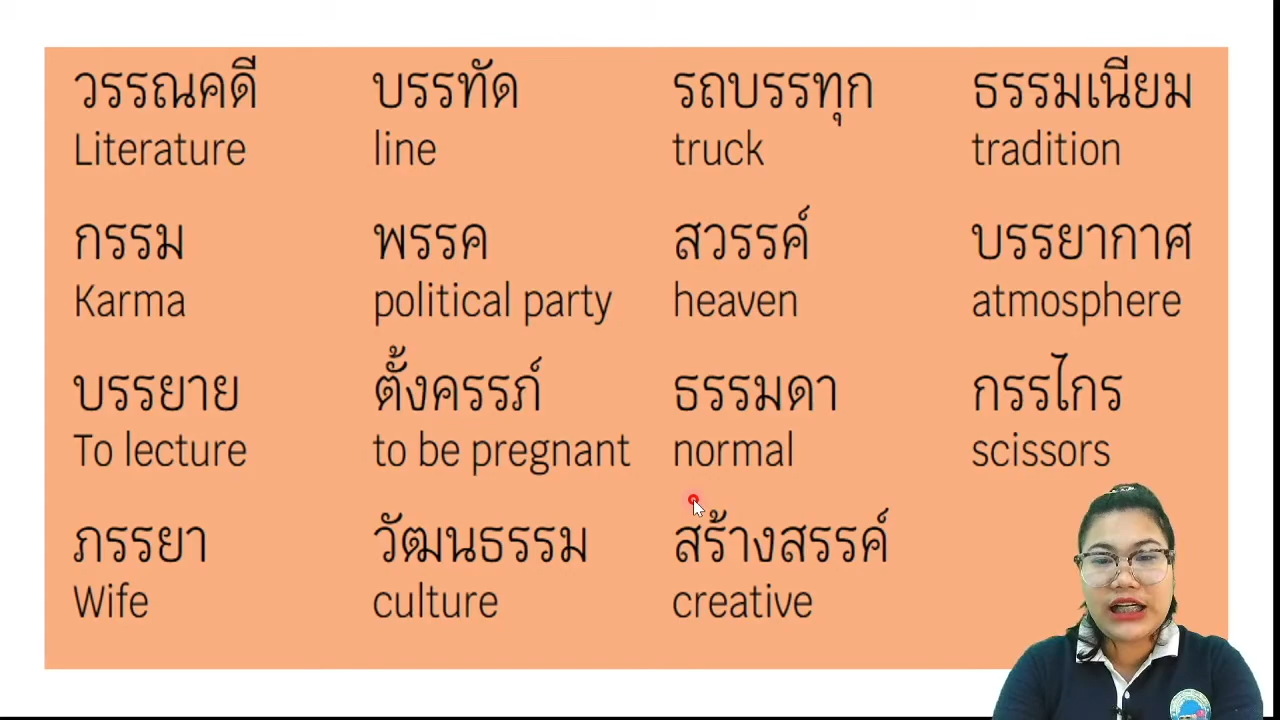 วรรณคดี บรรทัด รถบรรทุก ธรรมเนียม
Literature line truck tradition
กรรม พรรค สวรรค์ บรรยากาศ
Karma political party heaven atmosphere
บรรยาย ตั้งครรภ์ ธรรมดา กรรไกร
To lecture to be pregnant normal scissors
ภรรยา วัฒนธรรม สร้างสรรค์
Wife culture creative